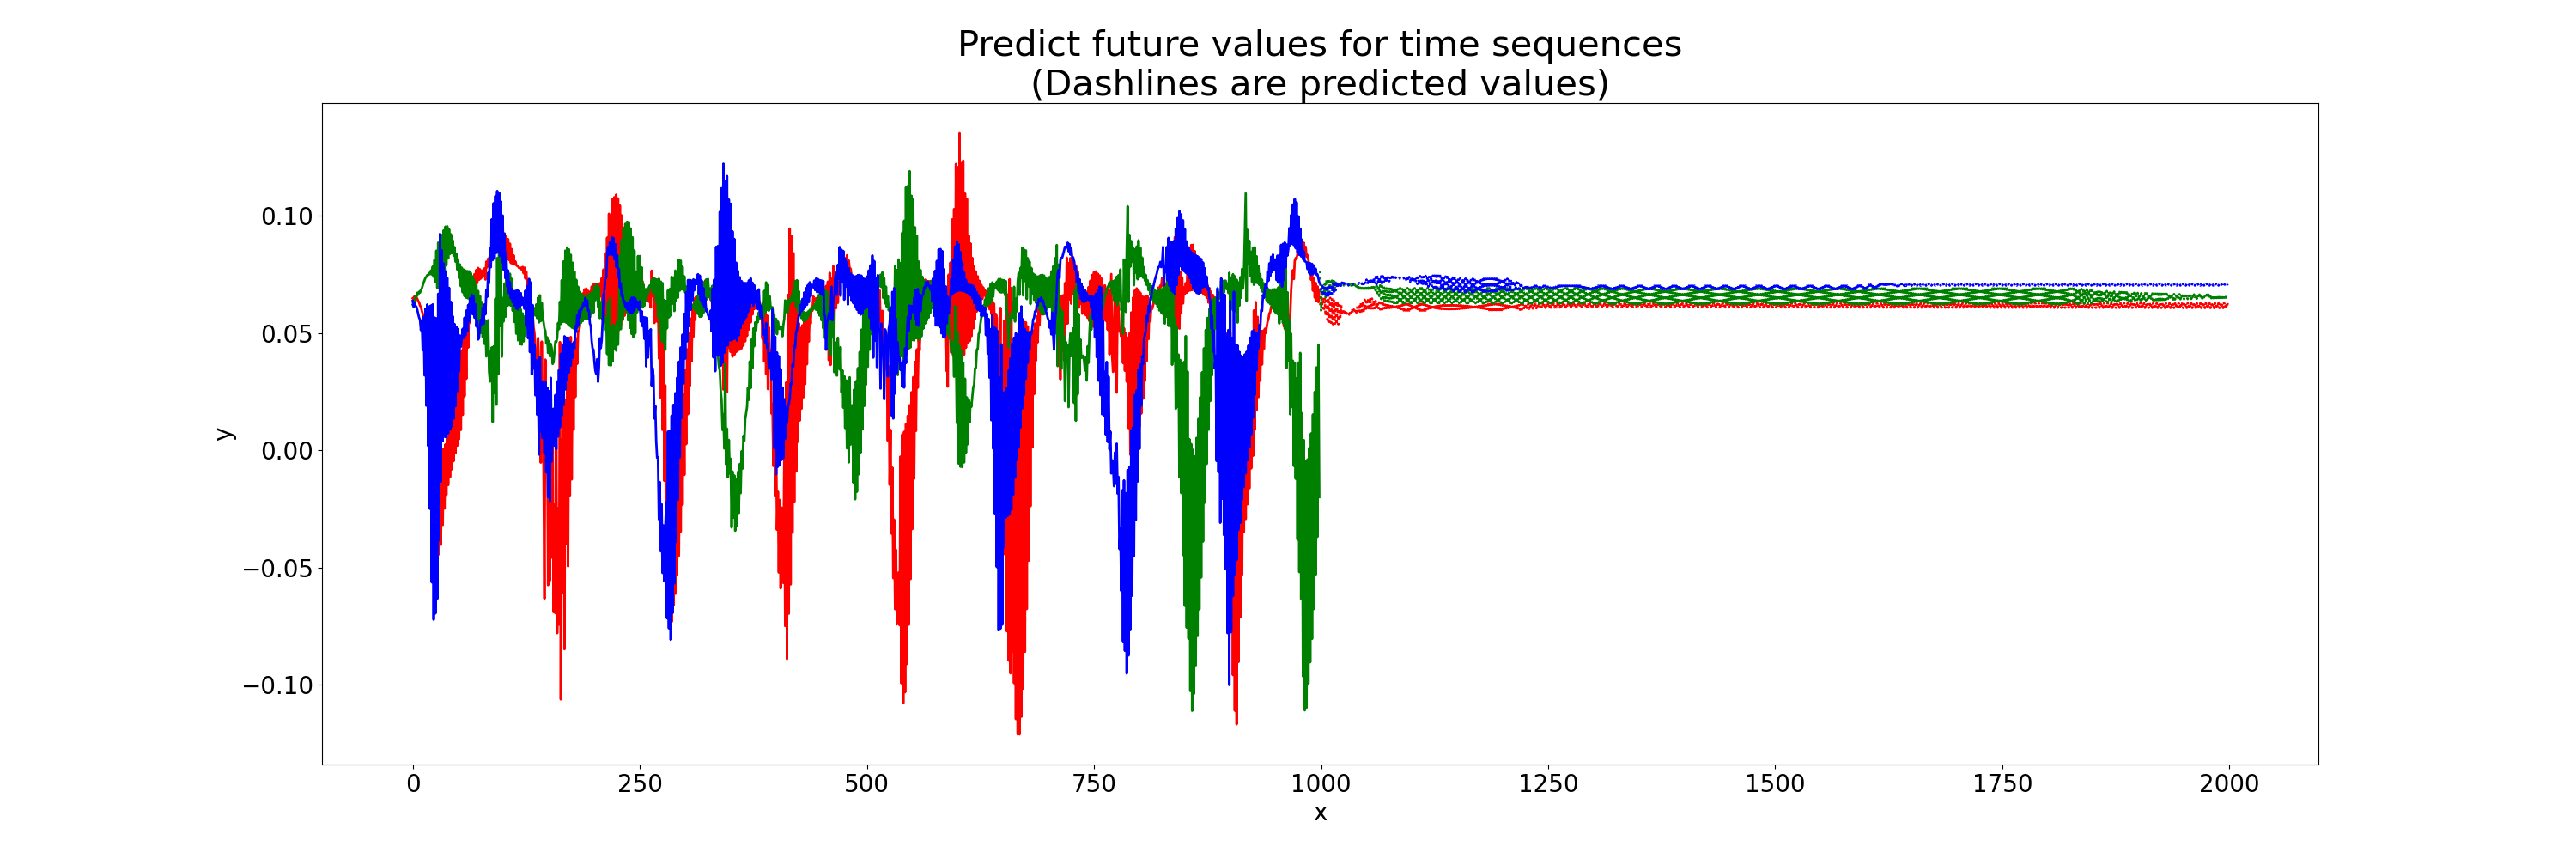 Predict future values for time sequences
(Dashlines are predicted values)
0.10
0.05
0.00
−0.05
−0.10
y
0 250 500 750 1000 1250 1500 1750 2000
x